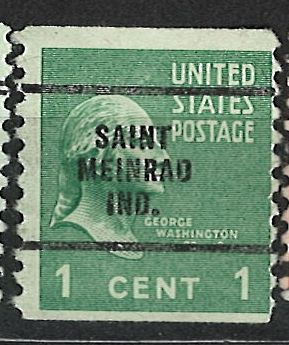 UNITED
STATES
POSTAGE
SAINT
MEINRAD
IND.
GEORGE
WASHINGTON
1 CENT 1